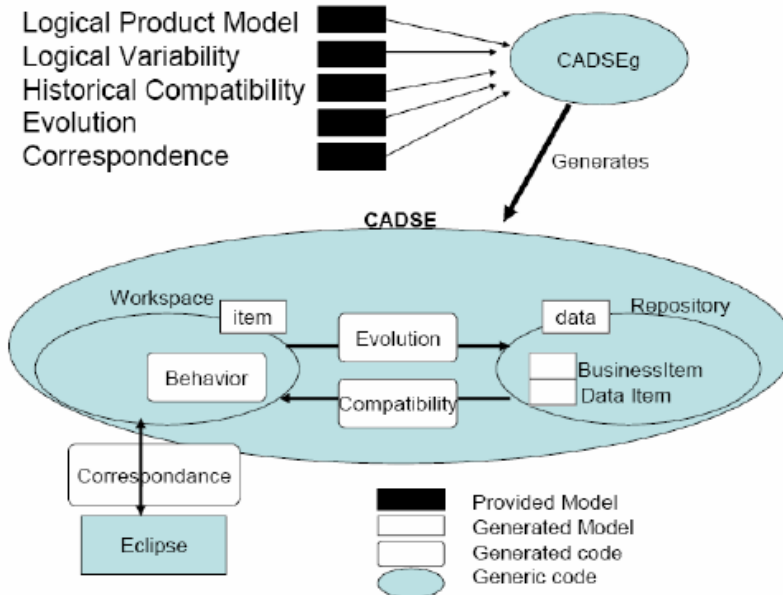 Logical Product Model
Logical Variability
Historical Compatibility
Evolution
Correspondence
CADSEg
Generates
CADSE
Workspace
item
Behavior
Evolution
Compatibility
data
Repository
BusinessItem
Data Item
Correspondance
Eclipse
Provided Model
Generated Model
Generated code
Generic code